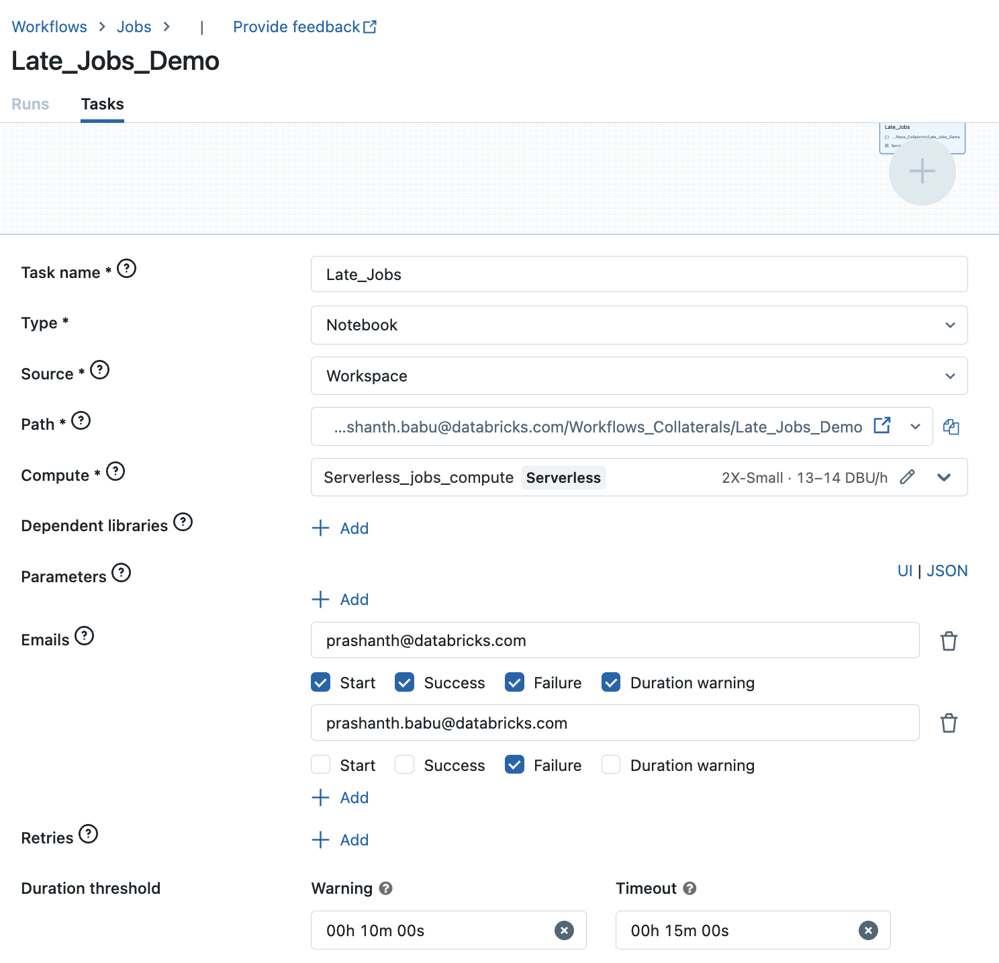 Workflows > Jobs > | Provide feedback
Late_Jobs_Demo
Runs Tasks
Late_Jobs
...flows_Collaterals/Late_Jobs_Demo
Task name * ? Late_Jobs
Type * Notebook
Source * ? Workspace
Path * ? ...shanth.babu@databricks.com/Workflows_Collaterals/Late_Jobs_Demo
Compute * ? Serverless_jobs_compute Serverless 2X-Small · 13–14 DBU/h
Dependent libraries ? + Add
Parameters ? UI | JSON
+ Add
Emails ? prashanth@databricks.com
Start Success Failure Duration warning
prashanth.babu@databricks.com
Start Success Failure Duration warning
+ Add
Retries ? + Add
Duration threshold Warning ? Timeout ?
00h 10m 00s 00h 15m 00s